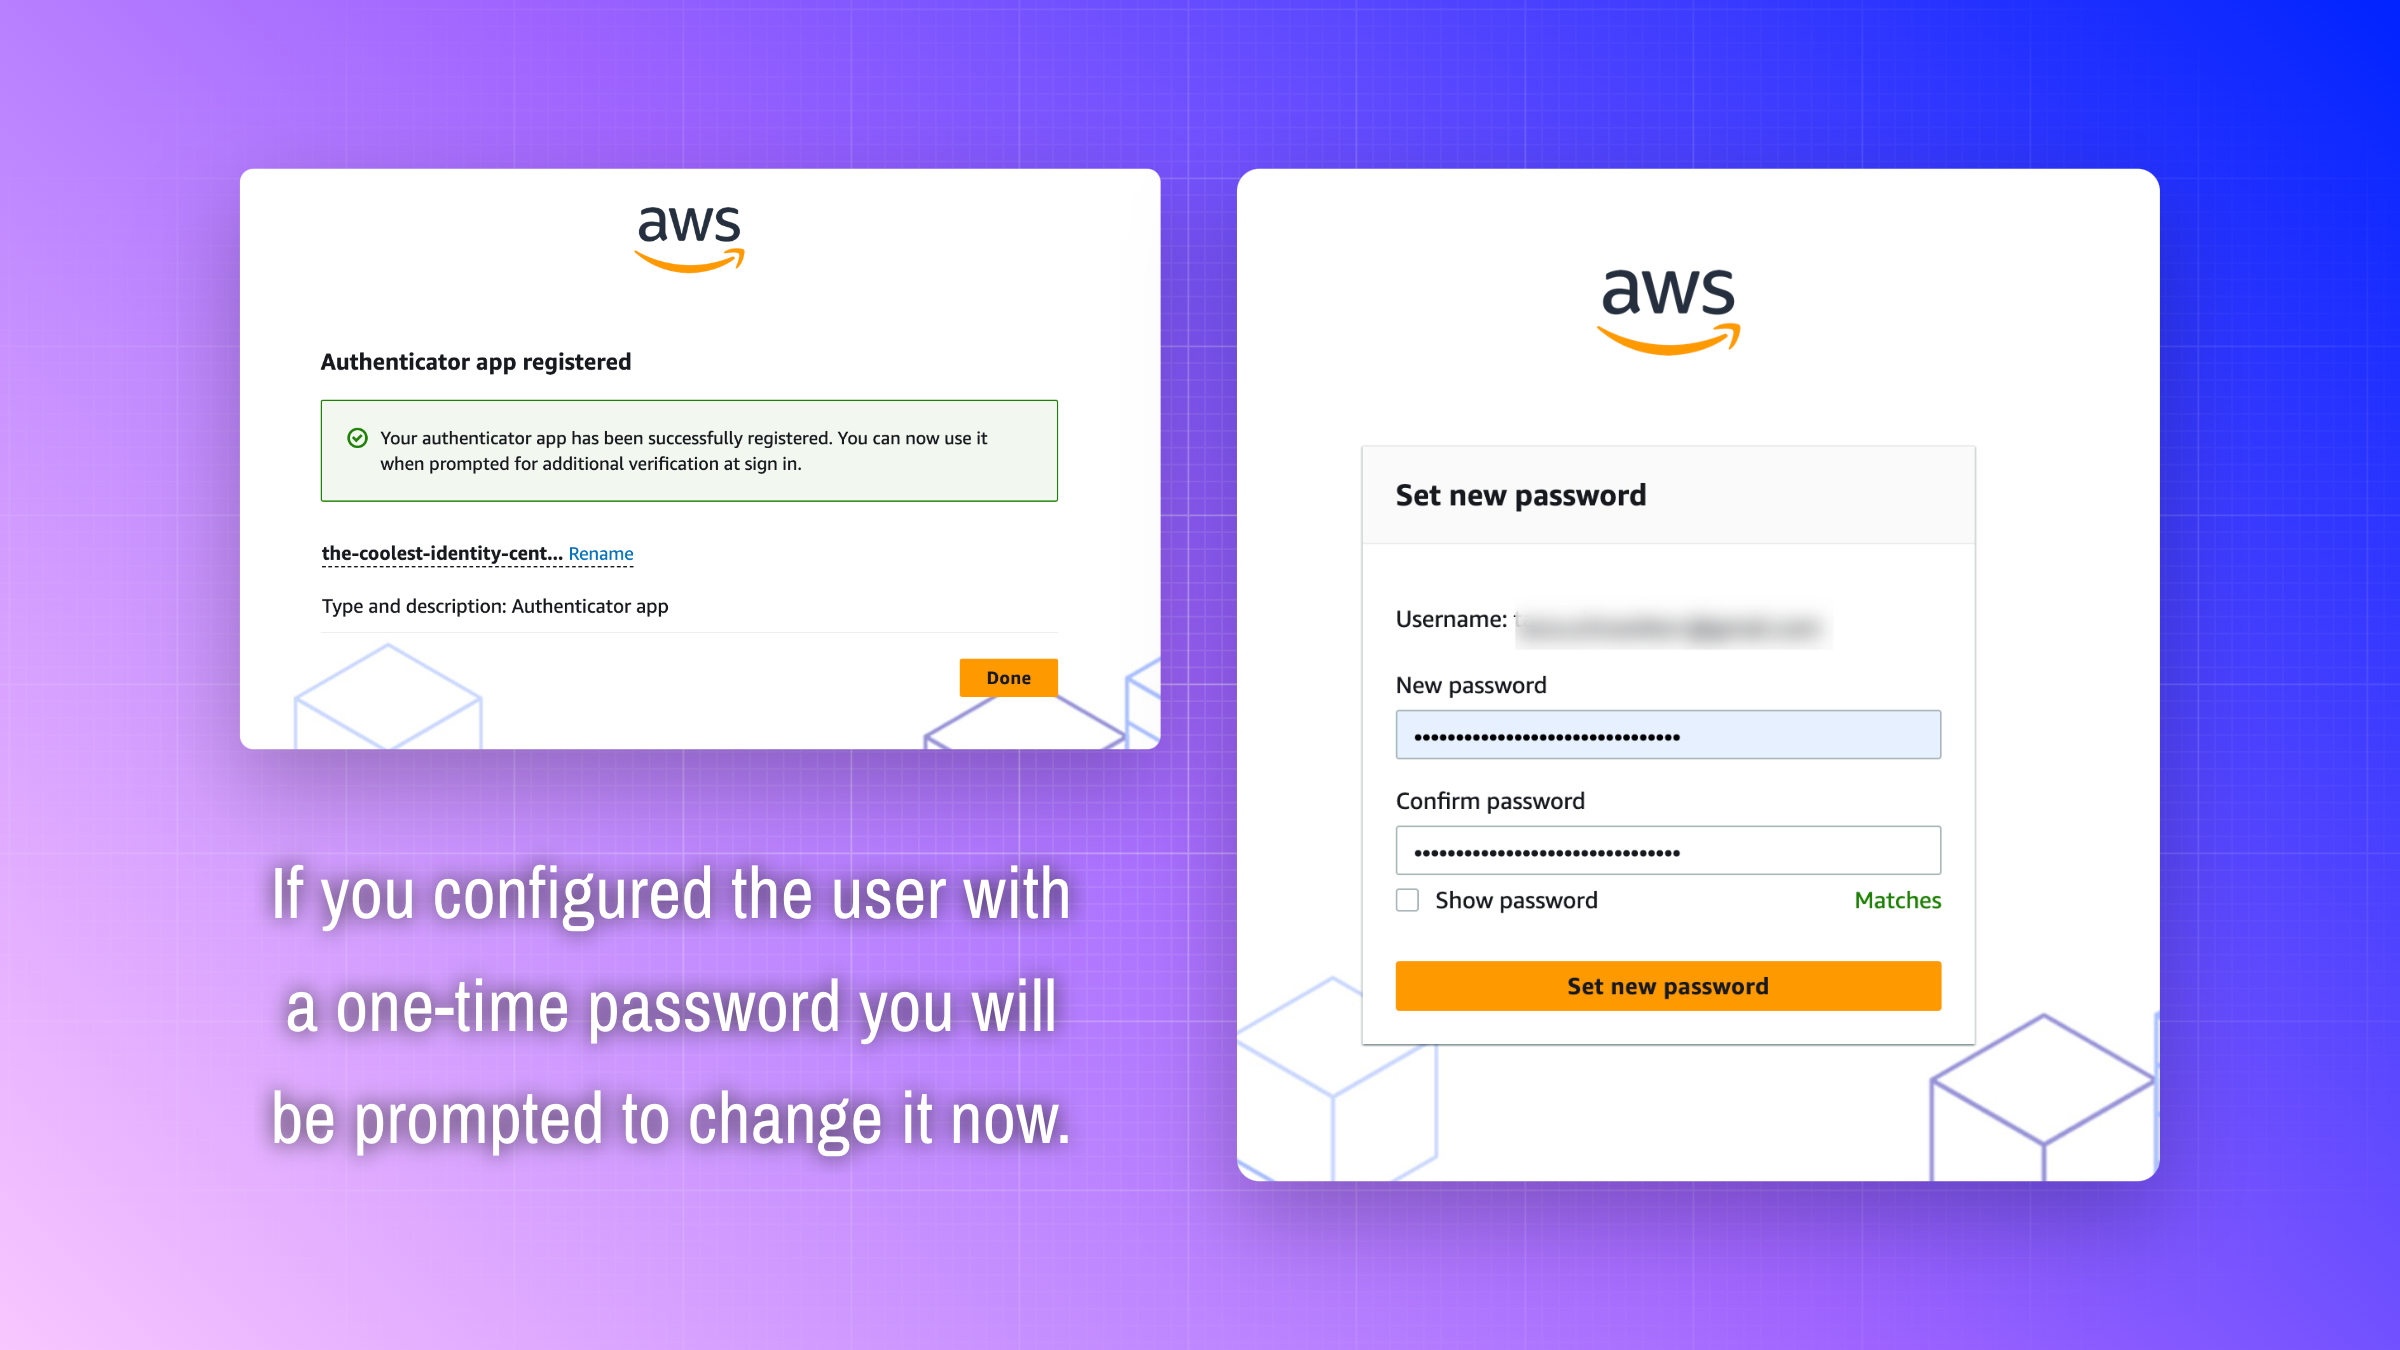 aws
Authenticator app registered
Your authenticator app has been successfully registered. You can now use it
when prompted for additional verification at sign in.
the-coolest-identity-cent... Rename
Type and description: Authenticator app
Done
If you configured the user with
a one-time password you will
be prompted to change it now.
aws
Set new password
Username:
New password
••••••••••••••••••••••••••••••••
Confirm password
••••••••••••••••••••••••••••••••
Show password
Matches
Set new password